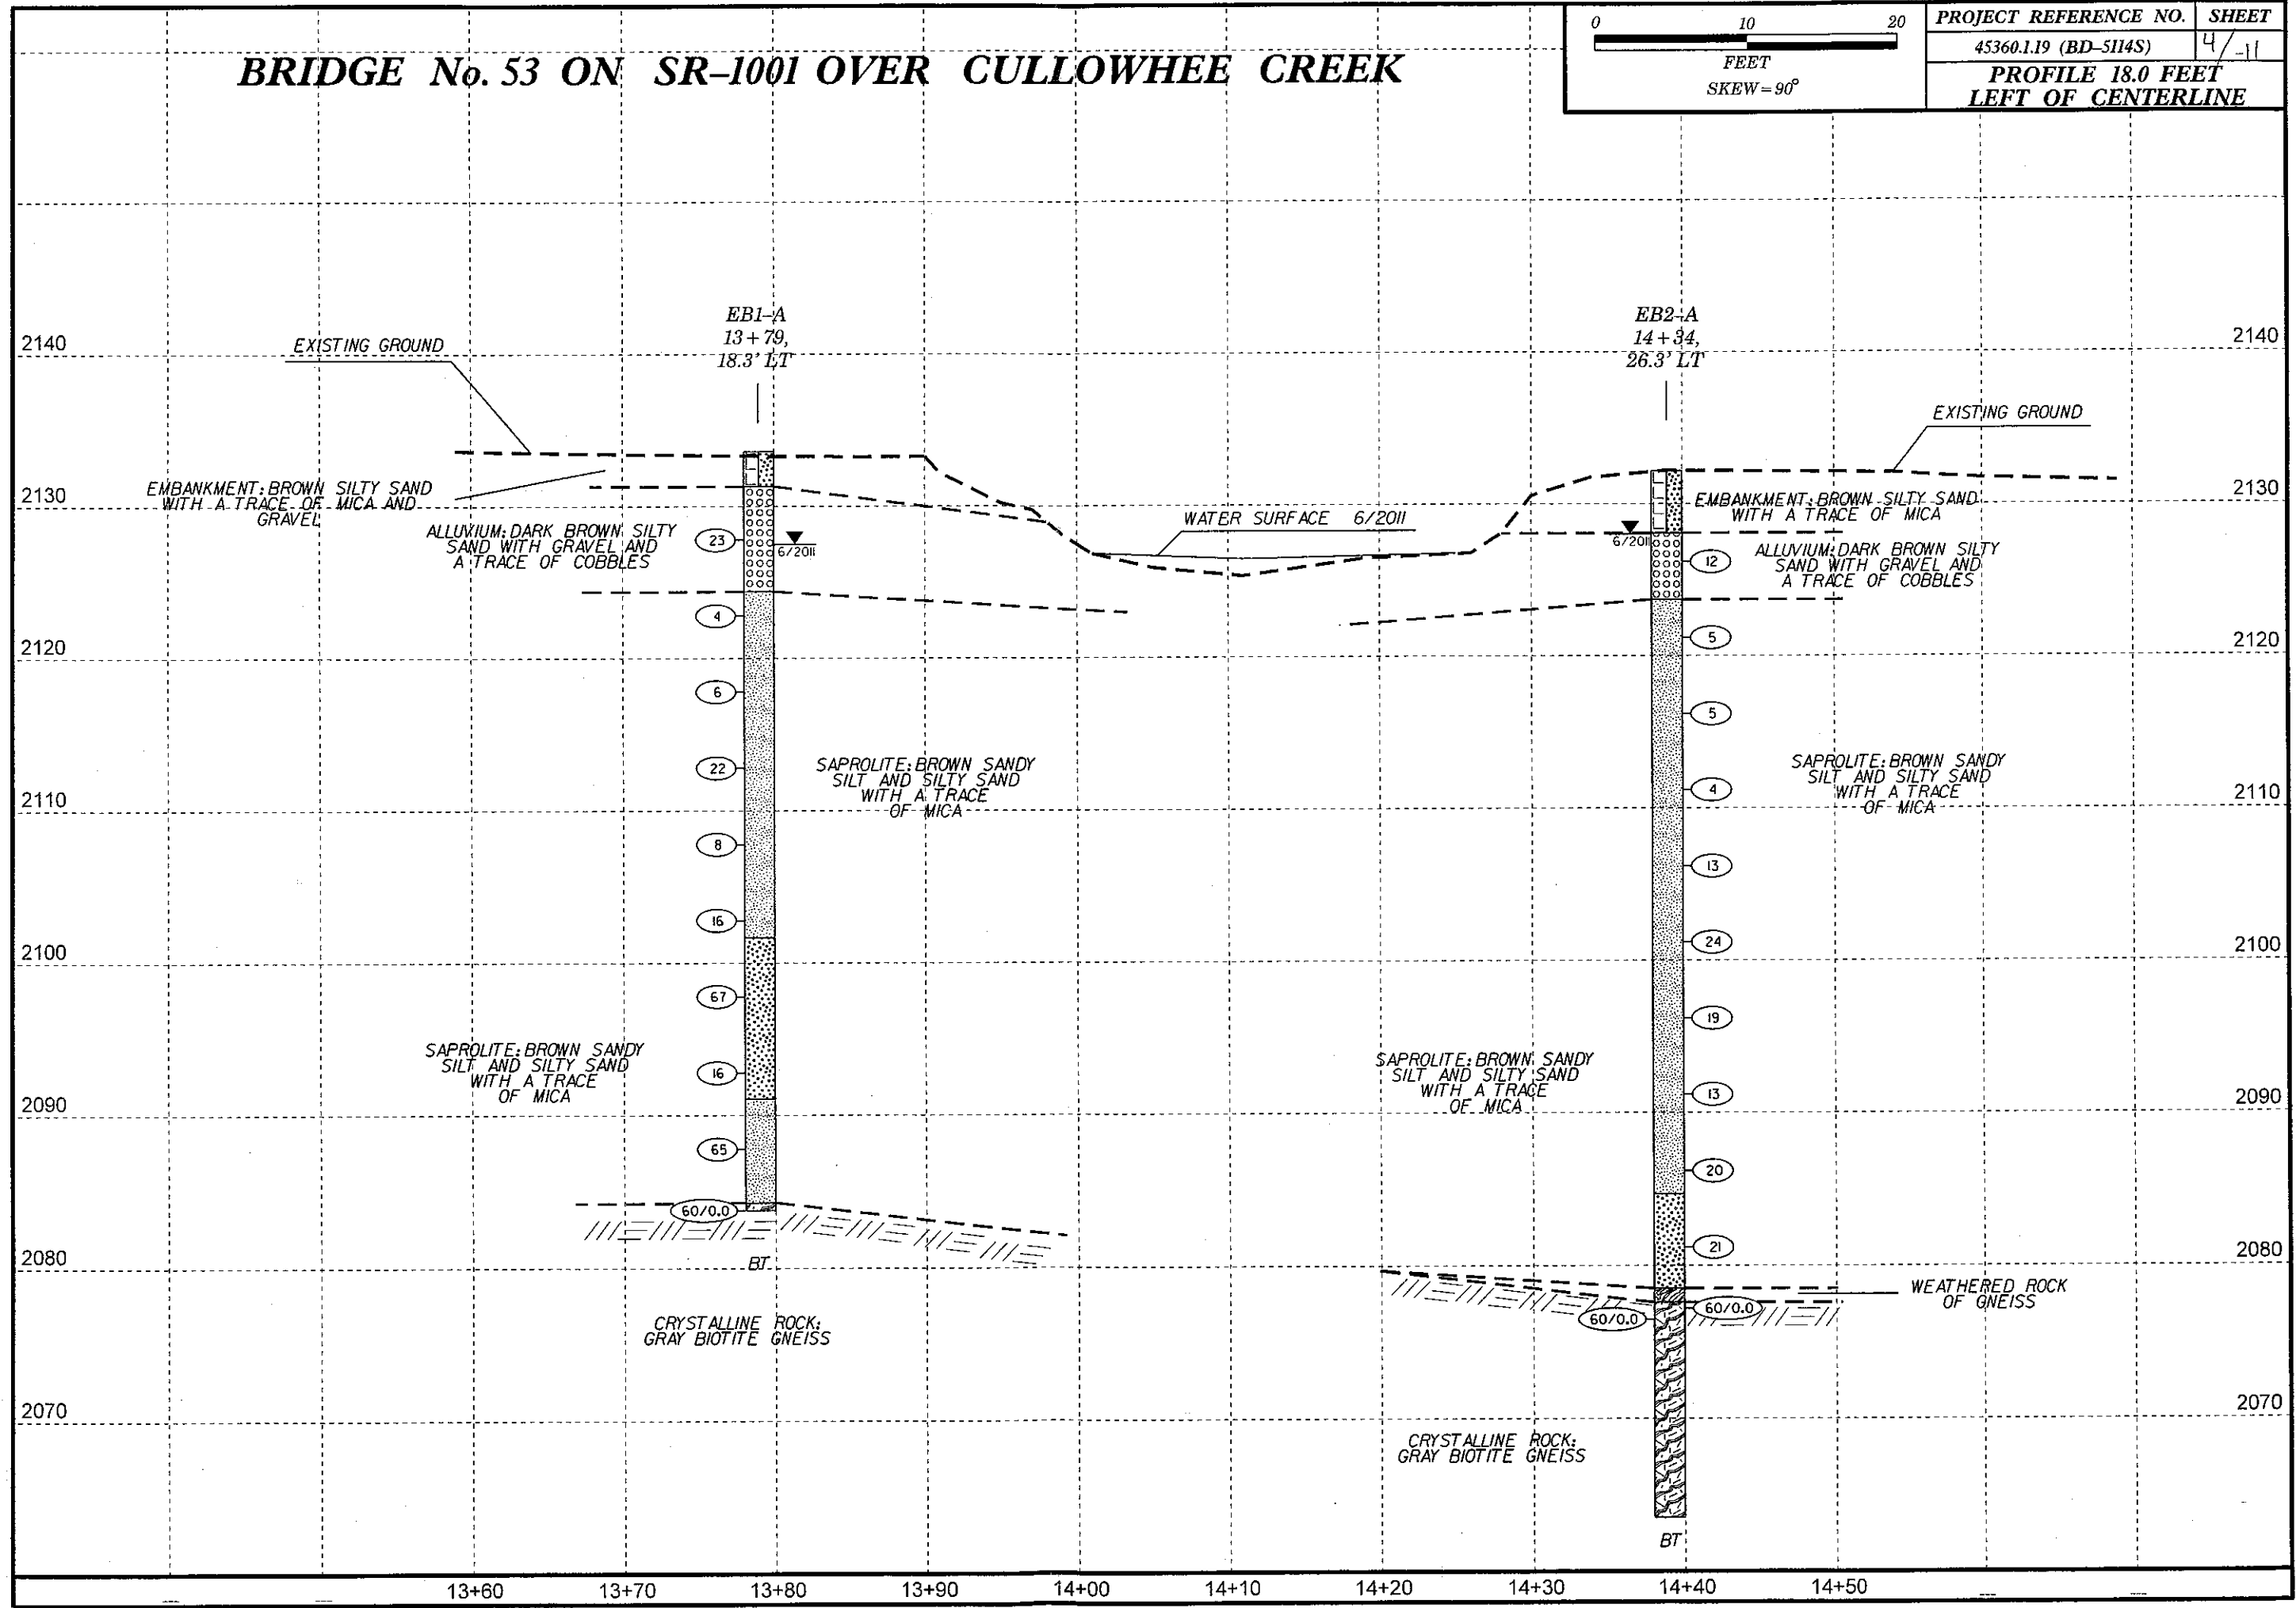 BRIDGE No. 53 ON SR-1001 OVER CULLOWHEE CREEK
0 10 20
FEET
SKEW=90°
PROJECT REFERENCE NO. SHEET
45360.1.19 (BD-5114S) 4/-11
PROFILE 18.0 FEET
LEFT OF CENTERLINE
EB1-A
13+79,
18.3' LT
EB2-A
14+34,
26.3' LT
2140
2140
EXISTING GROUND
EXISTING GROUND
EMBANKMENT: BROWN SILTY SAND
WITH A TRACE OF MICA AND
GRAVEL
2130
2130
EMBANKMENT: BROWN SILTY SAND
WITH A TRACE OF MICA
ALLUVIUM: DARK BROWN SILTY
SAND WITH GRAVEL AND
A TRACE OF COBBLES
23
6/2011
WATER SURFACE 6/2011
6/2011
12
ALLUVIUM: DARK BROWN SILTY
SAND WITH GRAVEL AND
A TRACE OF COBBLES
4
5
2120
2120
6
5
22
4
SAPROLITE: BROWN SANDY
SILT AND SILTY SAND
WITH A TRACE
OF MICA
SAPROLITE: BROWN SANDY
SILT AND SILTY SAND
WITH A TRACE
OF MICA
2110
2110
8
13
16
24
2100
2100
67
19
SAPROLITE: BROWN SANDY
SILT AND SILTY SAND
WITH A TRACE
OF MICA
16
13
SAPROLITE: BROWN SANDY
SILT AND SILTY SAND
WITH A TRACE
OF MICA
2090
2090
65
20
60/0.0
21
BT
2080
2080
WEATHERED ROCK
OF GNEISS
60/0.0
60/0.0
CRYSTALLINE ROCK:
GRAY BIOTITE GNEISS
2070
2070
CRYSTALLINE ROCK:
GRAY BIOTITE GNEISS
BT
13+60 13+70 13+80 13+90 14+00 14+10 14+20 14+30 14+40 14+50